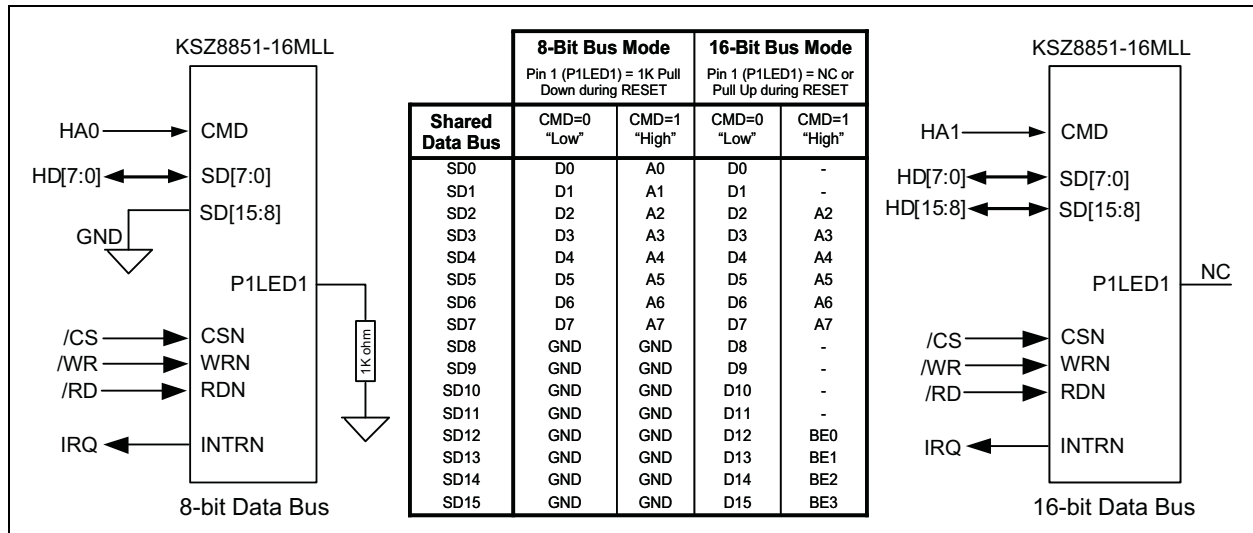 KSZ8851-16MLL
HA0
CMD
HD[7:0]
SD[7:0]
SD[15:8]
GND
P1LED1
1K ohm
/CS
CSN
/WR
WRN
/RD
RDN
IRQ
INTRN
8-bit Data Bus
8-Bit Bus Mode 16-Bit Bus Mode
Pin 1 (P1LED1) = 1K Pull Pin 1 (P1LED1) = NC or
Down during RESET Pull Up during RESET
Shared CMD=0 CMD=1 CMD=0 CMD=1
Data Bus "Low" "High" "Low" "High"
SD0 D0 A0 D0 -
SD1 D1 A1 D1 -
SD2 D2 A2 D2 A2
SD3 D3 A3 D3 A3
SD4 D4 A4 D4 A4
SD5 D5 A5 D5 A5
SD6 D6 A6 D6 A6
SD7 D7 A7 D7 A7
SD8 GND GND D8 -
SD9 GND GND D9 -
SD10 GND GND D10 -
SD11 GND GND D11 -
SD12 GND GND D12 BE0
SD13 GND GND D13 BE1
SD14 GND GND D14 BE2
SD15 GND GND D15 BE3
KSZ8851-16MLL
HA1
CMD
HD[7:0]
SD[7:0]
HD[15:8]
SD[15:8]
P1LED1
NC
/CS
CSN
/WR
WRN
/RD
RDN
IRQ
INTRN
16-bit Data Bus